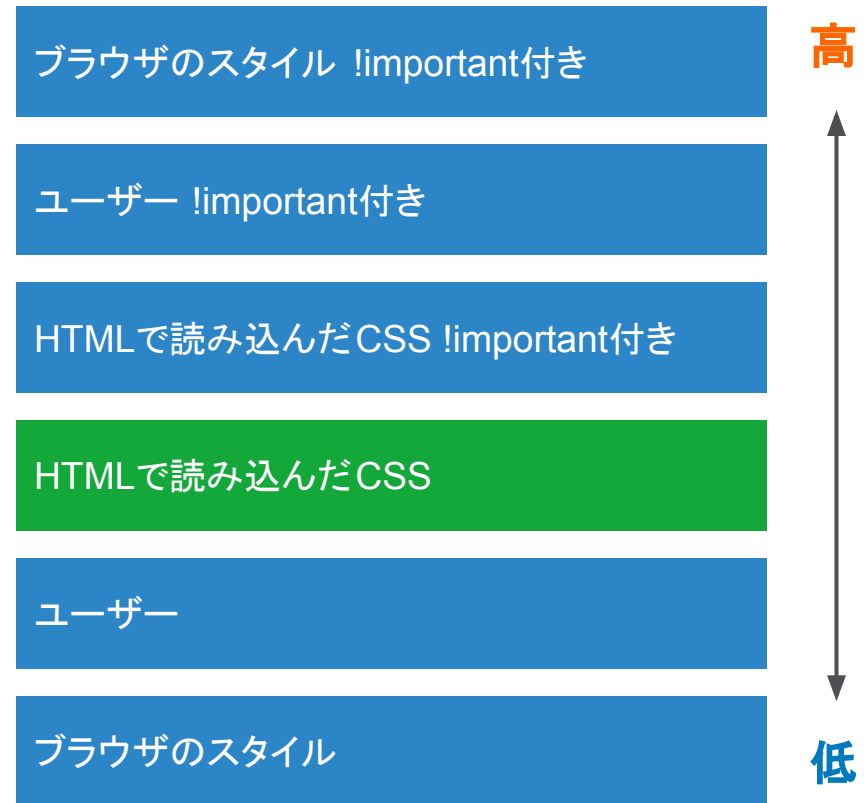 ブラウザのスタイル !important付き
高
ユーザー !important付き
HTMLで読み込んだCSS !important付き
HTMLで読み込んだCSS
ユーザー
ブラウザのスタイル
低